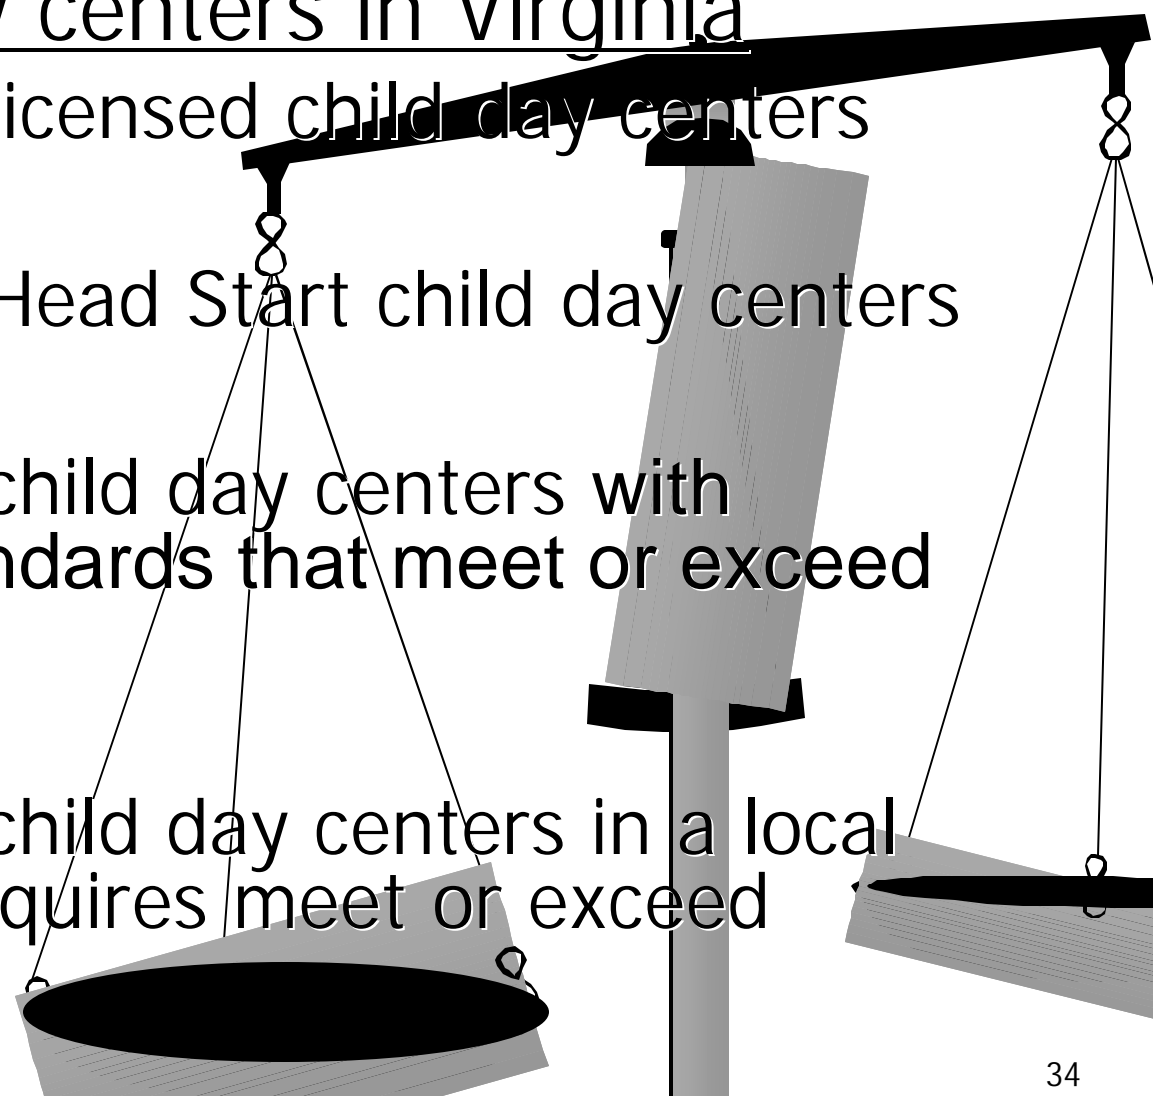 centers in Virginia
icensed child day centers
Head Start child day centers
child day centers with
ndards that meet or exceed
child day centers in a local
quires meet or exceed
34